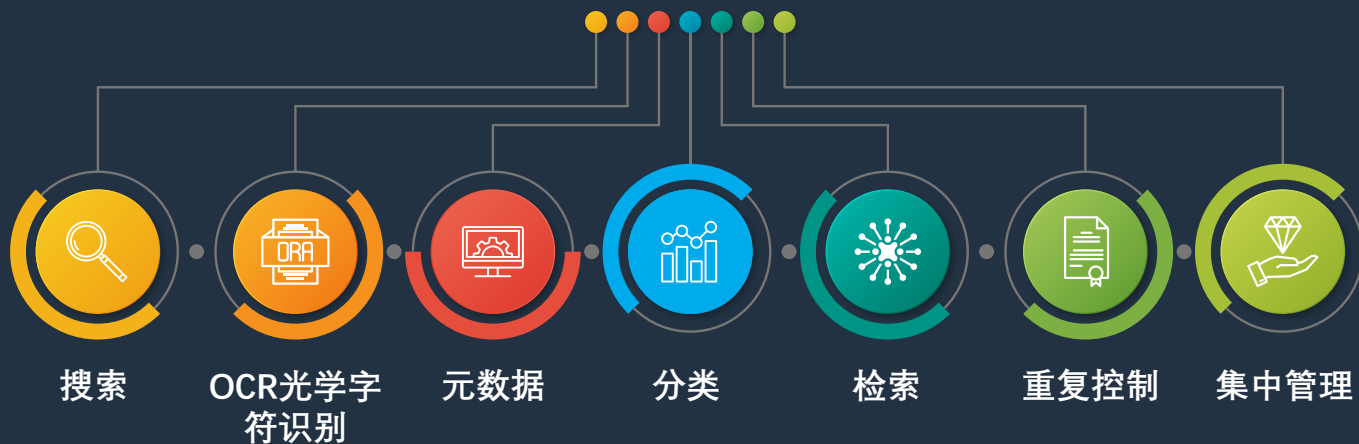 ORA
搜索
OCR光学字
符识别
元数据
分类
检索
重复控制
集中管理